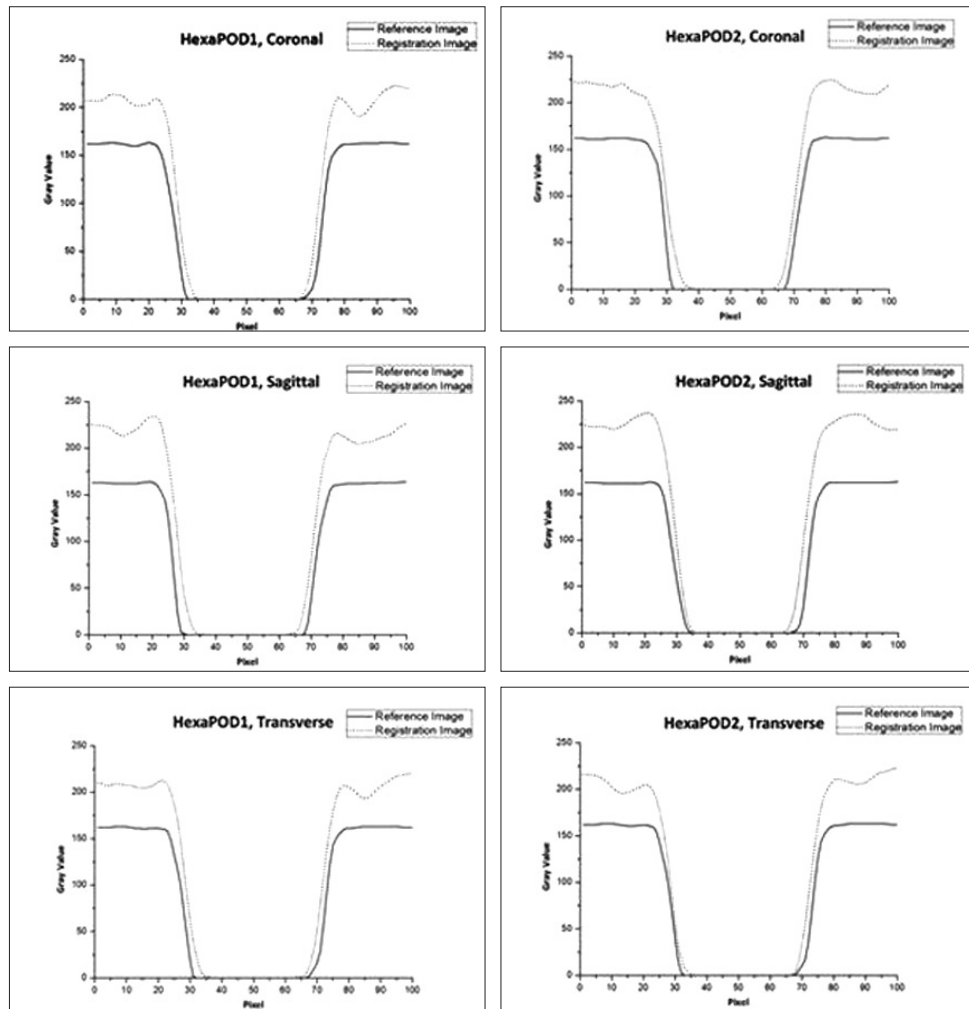 HexaPOD1, Coronal
Reference Image
Registration Image
250
200
150
100
50
0
Gray Value
0 10 20 30 40 50 60 70 80 90 100
Pixel
HexaPOD2, Coronal
Reference Image
Registration Image
250
200
150
100
50
0
Gray Value
0 10 20 30 40 50 60 70 80 90 100
Pixel
HexaPOD1, Sagittal
Reference Image
Registration Image
250
200
150
100
50
0
Gray Value
0 10 20 30 40 50 60 70 80 90 100
Pixel
HexaPOD2, Sagittal
Reference Image
Registration Image
250
200
150
100
50
0
Gray Value
0 10 20 30 40 50 60 70 80 90 100
Pixel
HexaPOD1, Transverse
Reference Image
Registration Image
250
200
150
100
50
0
Gray Value
0 10 20 30 40 50 60 70 80 90 100
Pixel
HexaPOD2, Transverse
Reference Image
Registration Image
250
200
150
100
50
0
Gray Value
0 10 20 30 40 50 60 70 80 90 100
Pixel